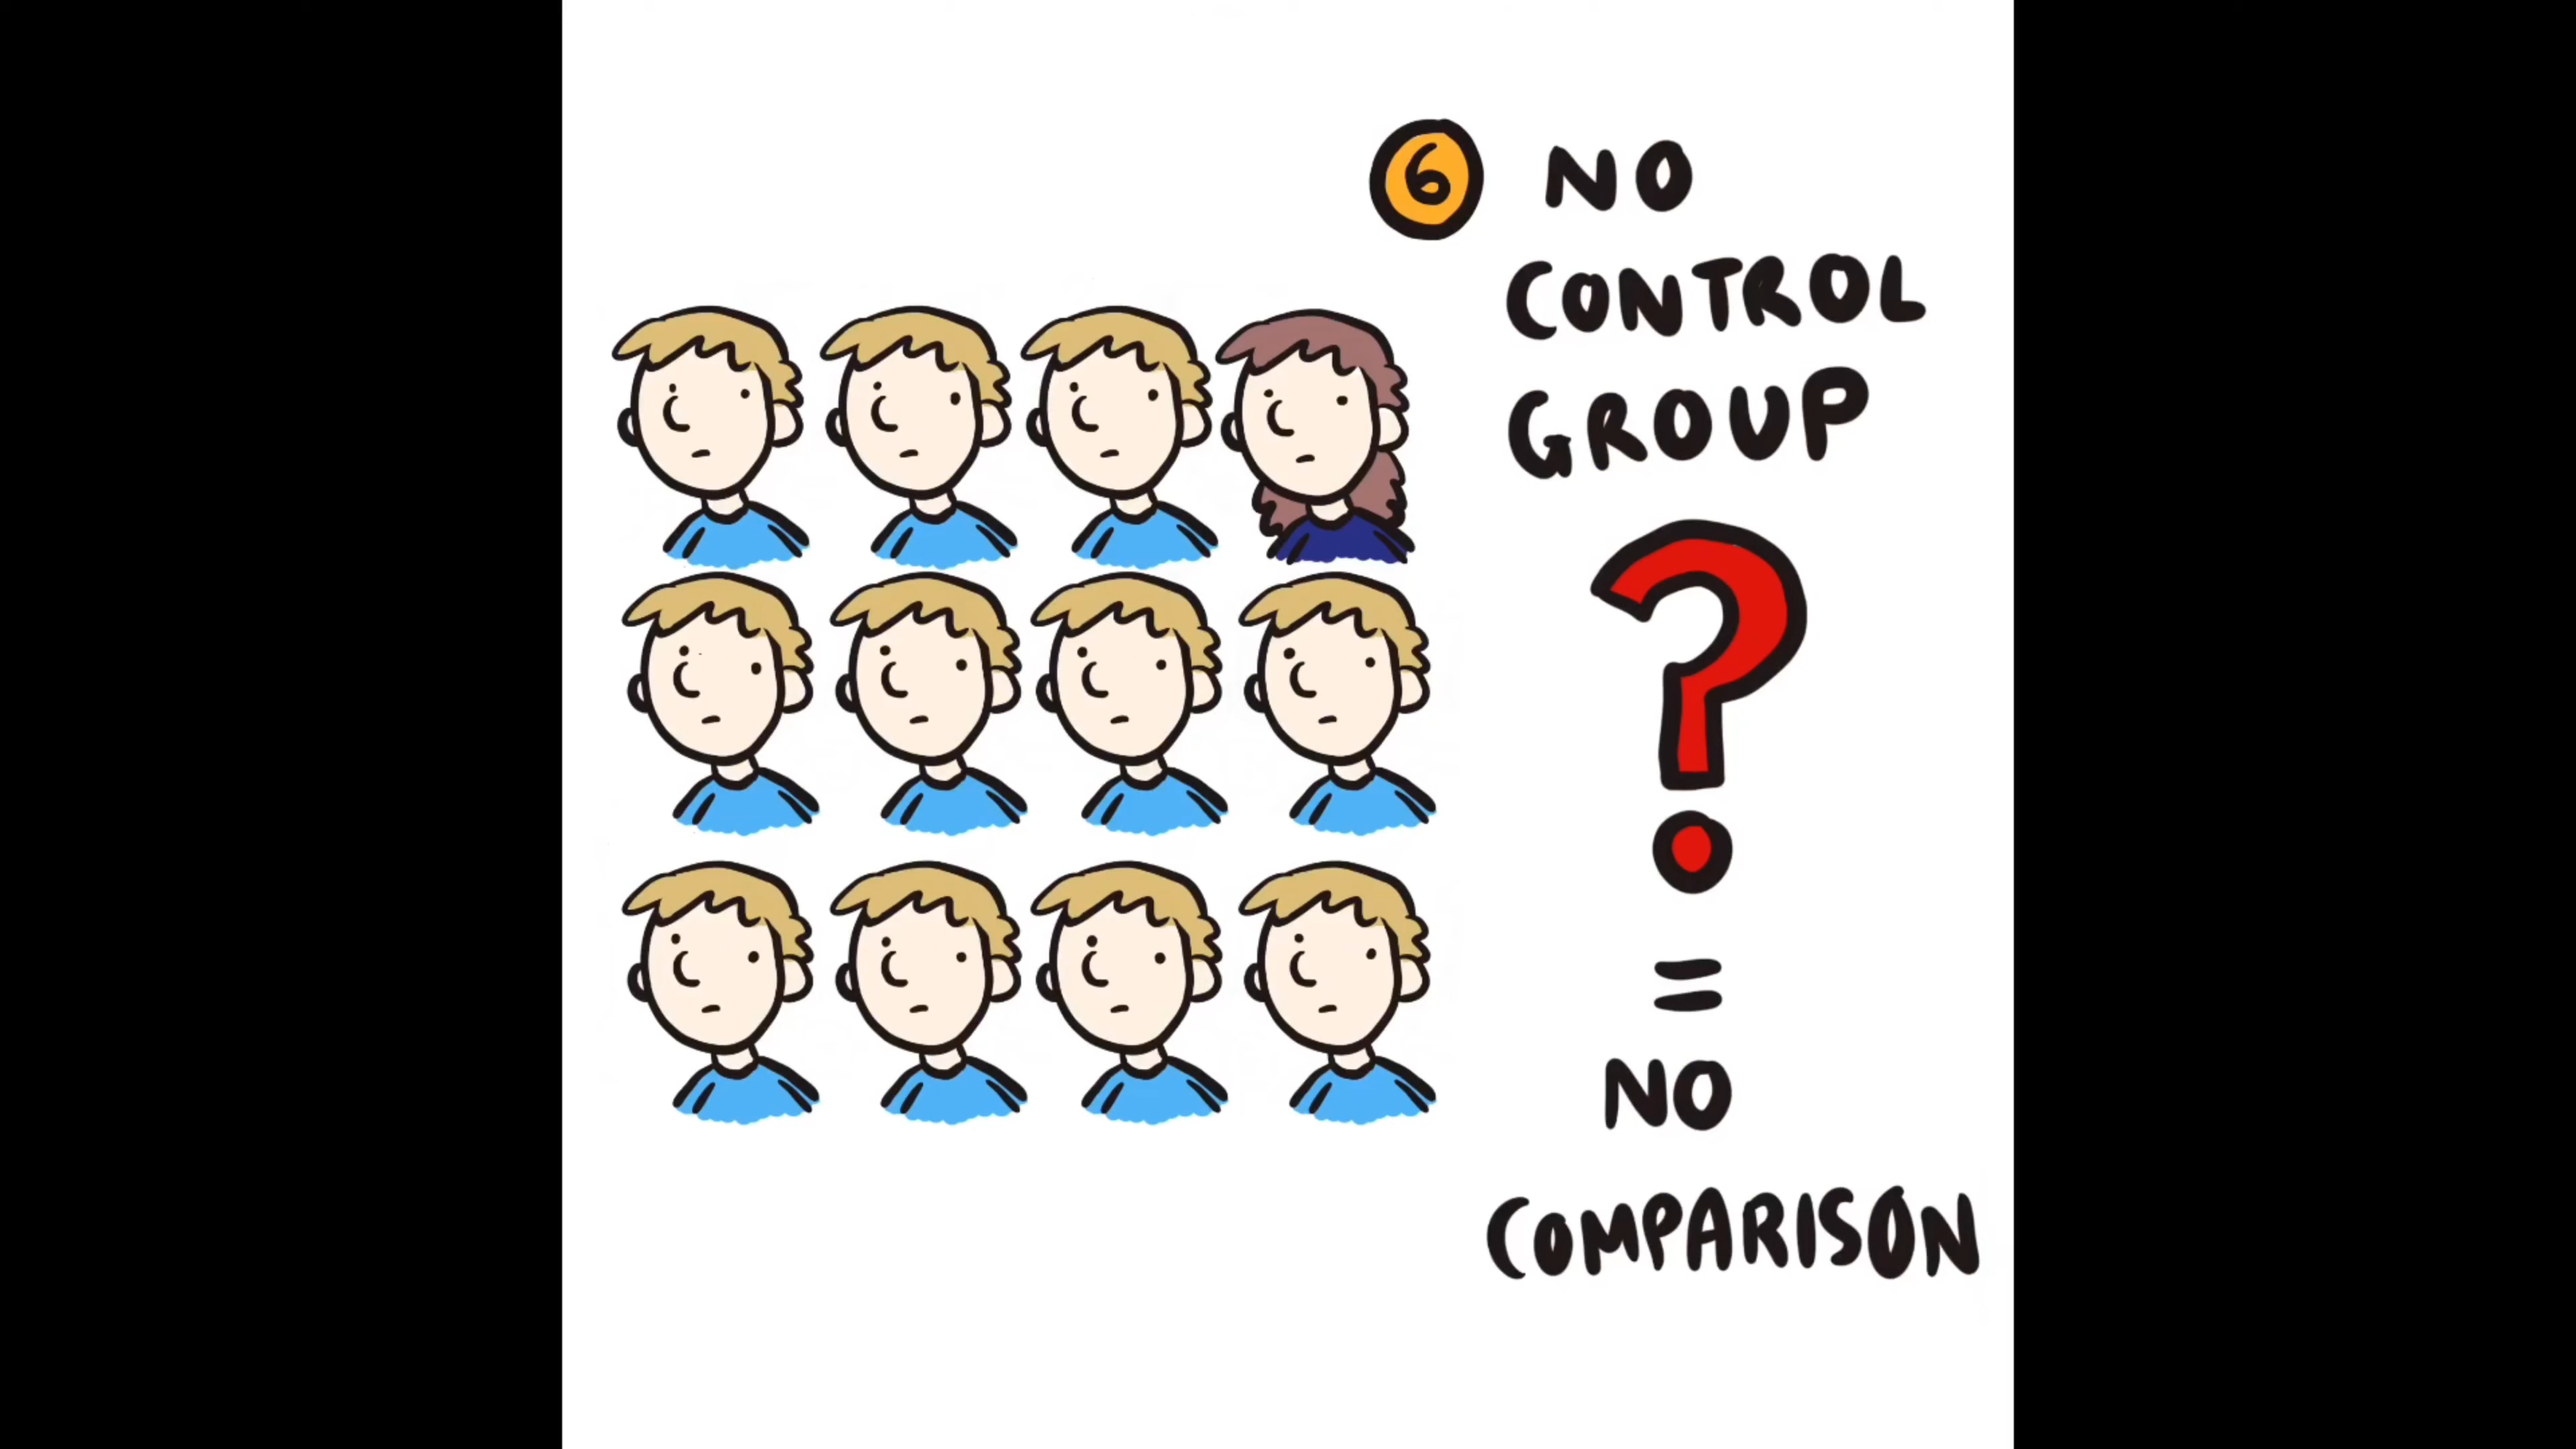 6 NO
CONTROL
GROUP
?
=
NO
COMPARISON